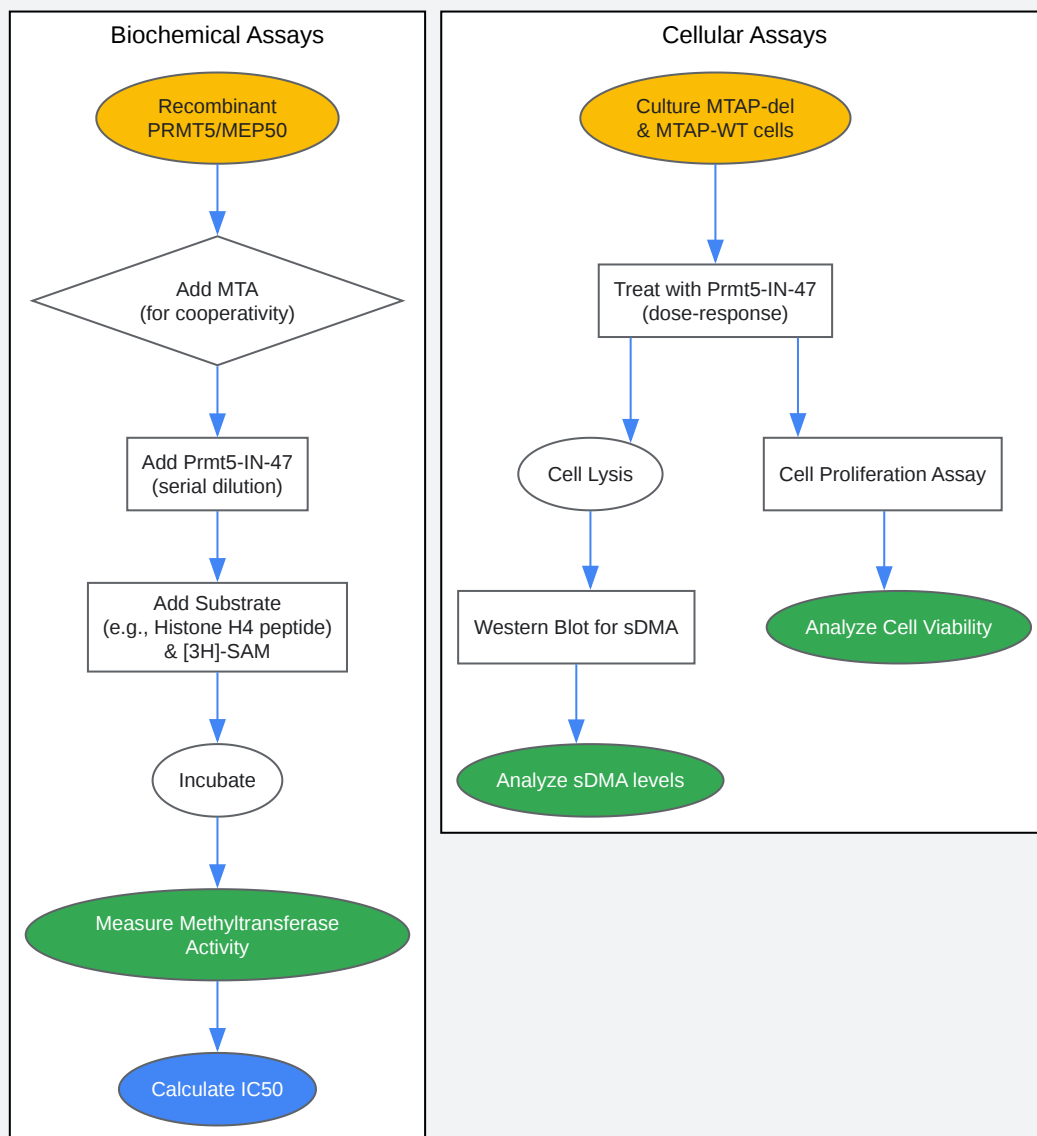 Biochemical Assays
Recombinant
PRMT5/MEP50
Add MTA
(for cooperativity)
Add Prmt5-IN-47
(serial dilution)
Add Substrate
(e.g., Histone H4 peptide)
& [3H]-SAM
Incubate
Measure Methyltransferase
Activity
Calculate IC50
Cellular Assays
Culture MTAP-del
& MTAP-WT cells
Treat with Prmt5-IN-47
(dose-response)
Cell Lysis
Cell Proliferation Assay
Western Blot for sDMA
Analyze Cell Viability
Analyze sDMA levels